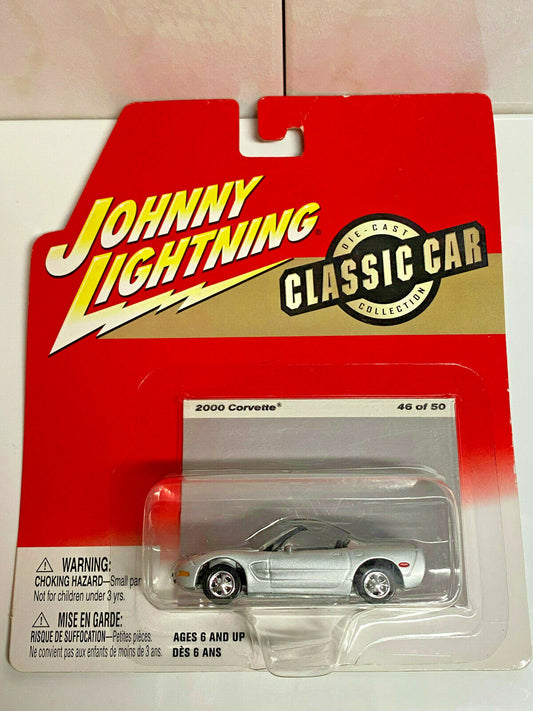 JOHNNY
LIGHTNING®
DIE-CAST
CLASSIC CAR
COLLECTION
2000 Corvette® 46 of 50
WARNING:
CHOKING HAZARD—Small par
Not for children under 3 yrs.
MISE EN GARDE:
RISQUE DE SUFFOCATION—Petites pièces.
Ne convient pas aux enfants de moins de 3 ans.
AGES 6 AND UP
DÈS 6 ANS